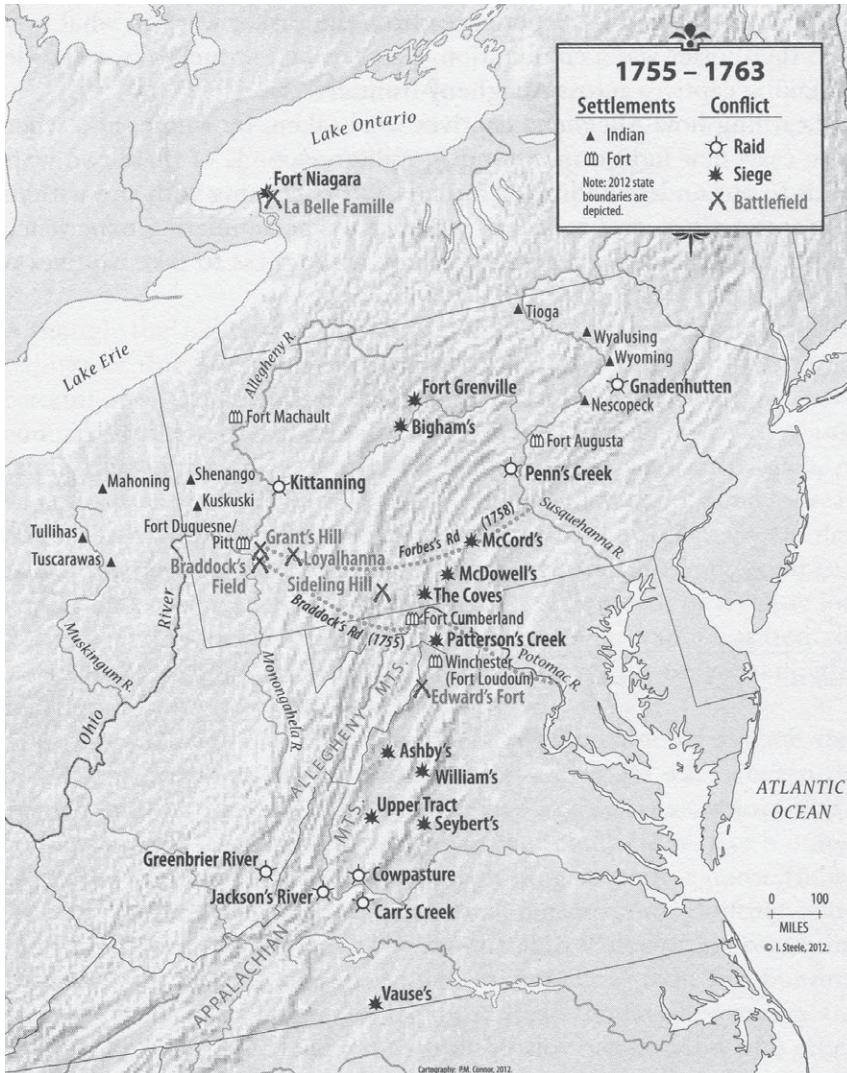 1755 – 1763
Settlements
Indian
Fort
Note: 2012 state
boundaries are
depicted.
Conflict
Raid
Siege
Battlefield
Lake Ontario
Fort Niagara
La Belle Famille
Lake Erie
Tioga
Wyalusing
Wyoming
Gnadenhutten
Nescopeck
Allegheny R.
Fort Grenville
Fort Machault
Bigham's
Fort Augusta
Penn's Creek
Mahoning
Shenango
Kittanning
Kuskuski
Susquehanna R.
Tullihas
Fort Duquesne/
Pitt
Grant's Hill
Forbes's Rd (1758)
McCord's
Tuscarawas
Loyalhanna
Braddock's
Field
Sideling Hill
McDowell's
The Coves
River
Braddock's Rd (1755)
Fort Cumberland
Patterson's Creek
Muskingum R.
Monongahela R
Winchester
(Fort Loudoun)
Potomac R.
Edward's Fort
Ohio
ALLEGHENY MTS.
Ashby's
William's
ATLANTIC
OCEAN
Upper Tract
Seybert's
Greenbrier River
Cowpasture
Jackson's River
Carr's Creek
0 100
MILES
© I. Steele, 2012.
APPALACHIAN MTS.
Vause's
Cartography: P.M. Connor, 2012.